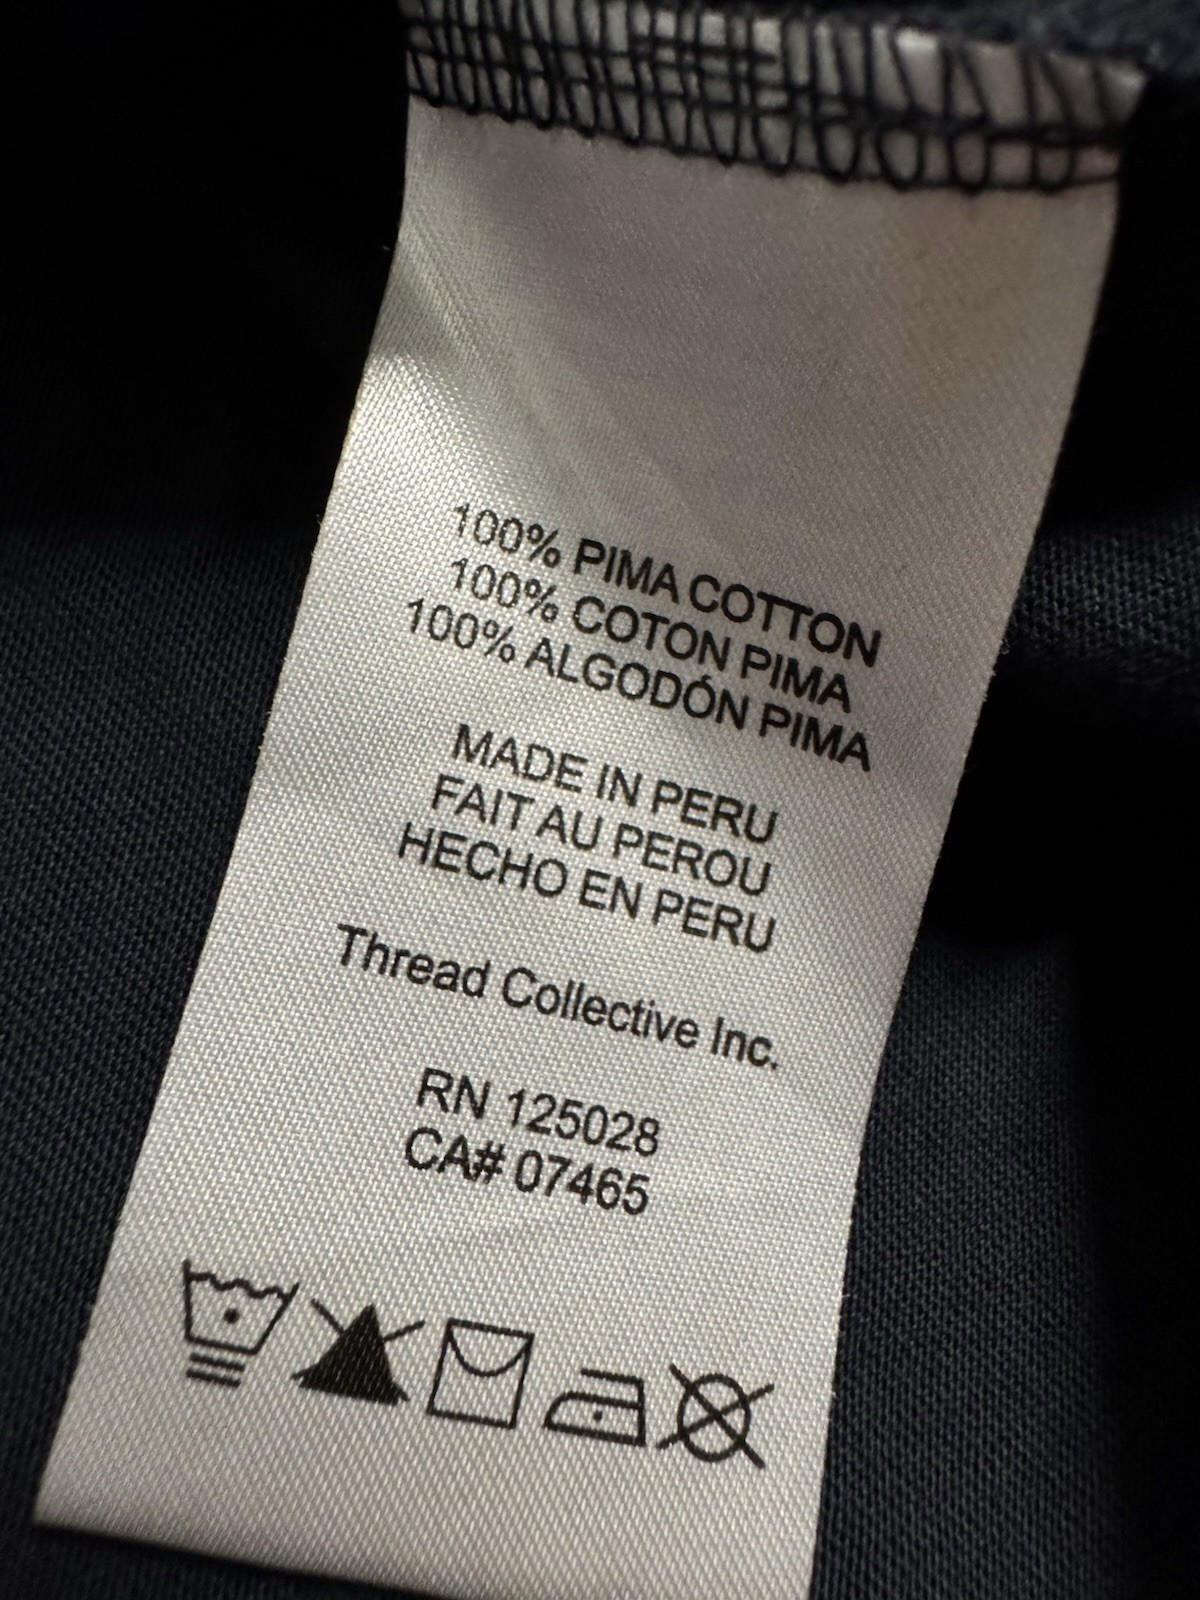 100% PIMA COTTON
100% COTON PIMA
100% ALGODÓN PIMA
MADE IN PERU
FAIT AU PEROU
HECHO EN PERU
Thread Collective Inc.
RN 125028
CA# 07465